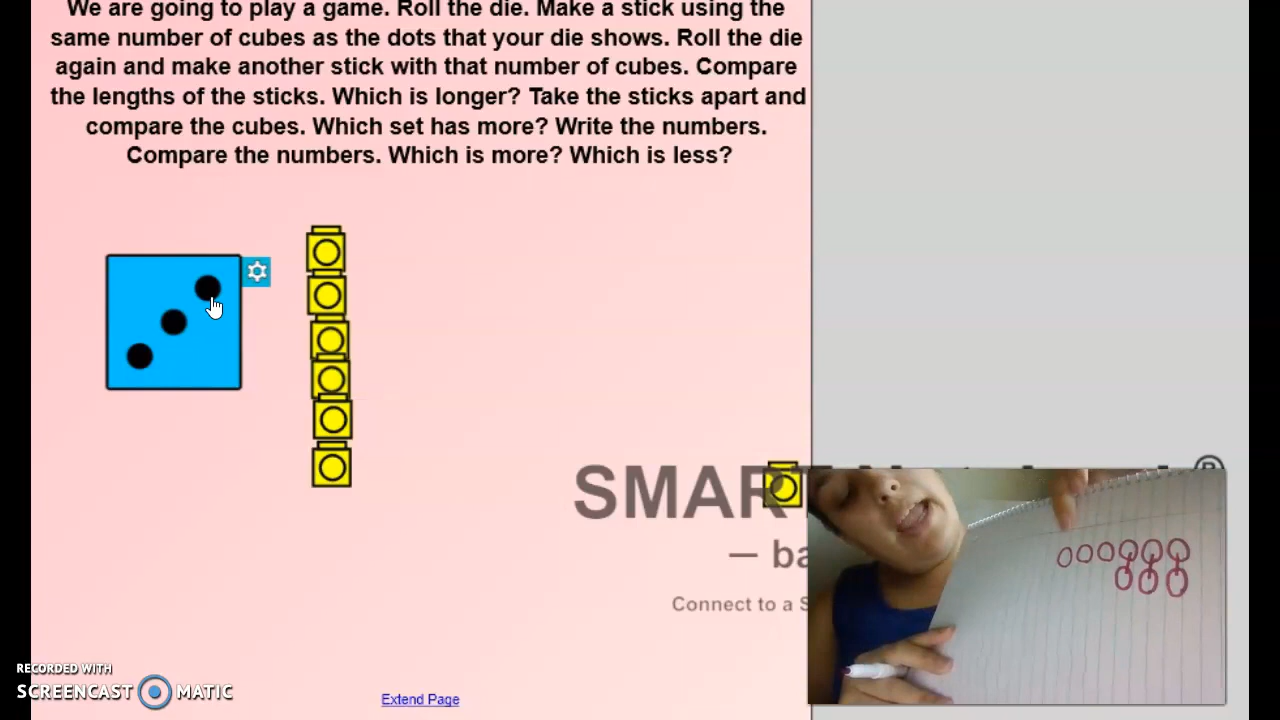 We are going to play a game. Roll the die. Make a stick using the
same number of cubes as the dots that your die shows. Roll the die
again and make another stick with that number of cubes. Compare
the lengths of the sticks. Which is longer? Take the sticks apart and
compare the cubes. Which set has more? Write the numbers.
Compare the numbers. Which is more? Which is less?
SMAR
®
— ba
Connect to a S
RECORDED WITH
SCREENCAST MATIC
Extend Page